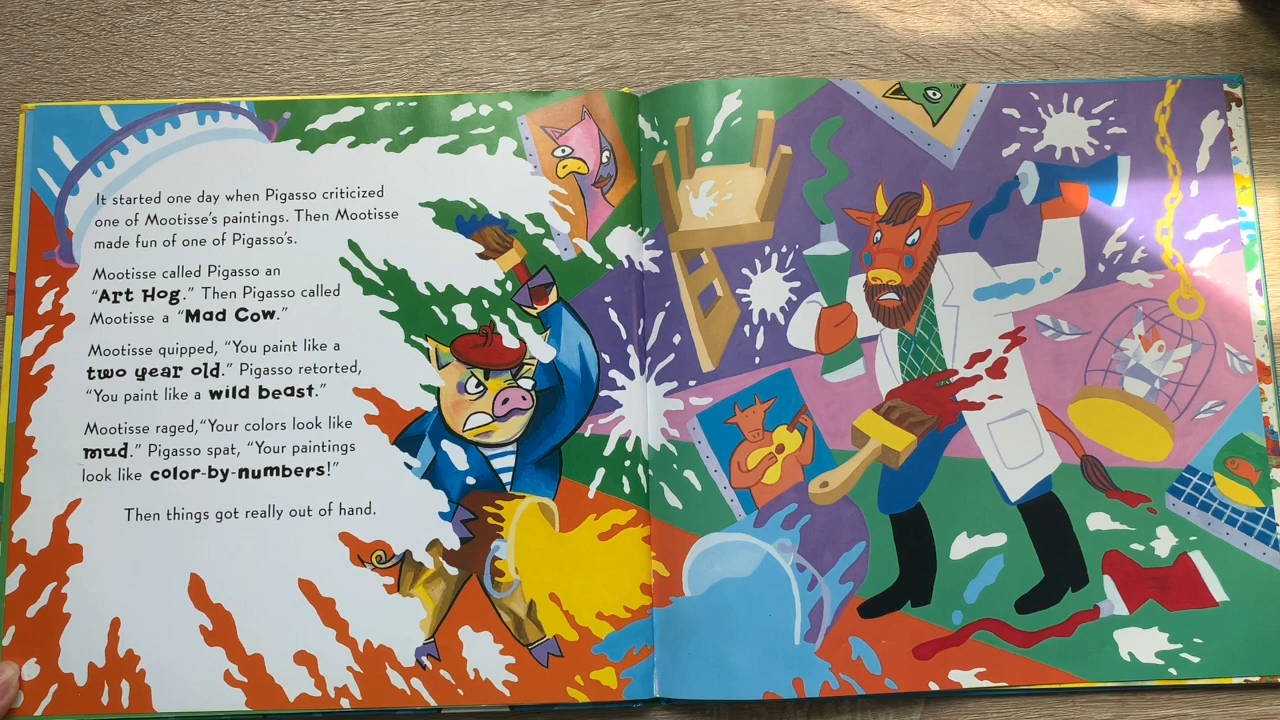 It started one day when Pigasso criticized
one of Mootisse's paintings. Then Mootisse
made fun of one of Pigasso's.
Mootisse called Pigasso an
"Art Hog." Then Pigasso called
Mootisse a "Mad Cow."
Mootisse quipped, "You paint like a
two year old." Pigasso retorted,
"You paint like a wild beast."
Mootisse raged,"Your colors look like
mud." Pigasso spat, "Your paintings
look like color-by-numbers!"
Then things got really out of hand.